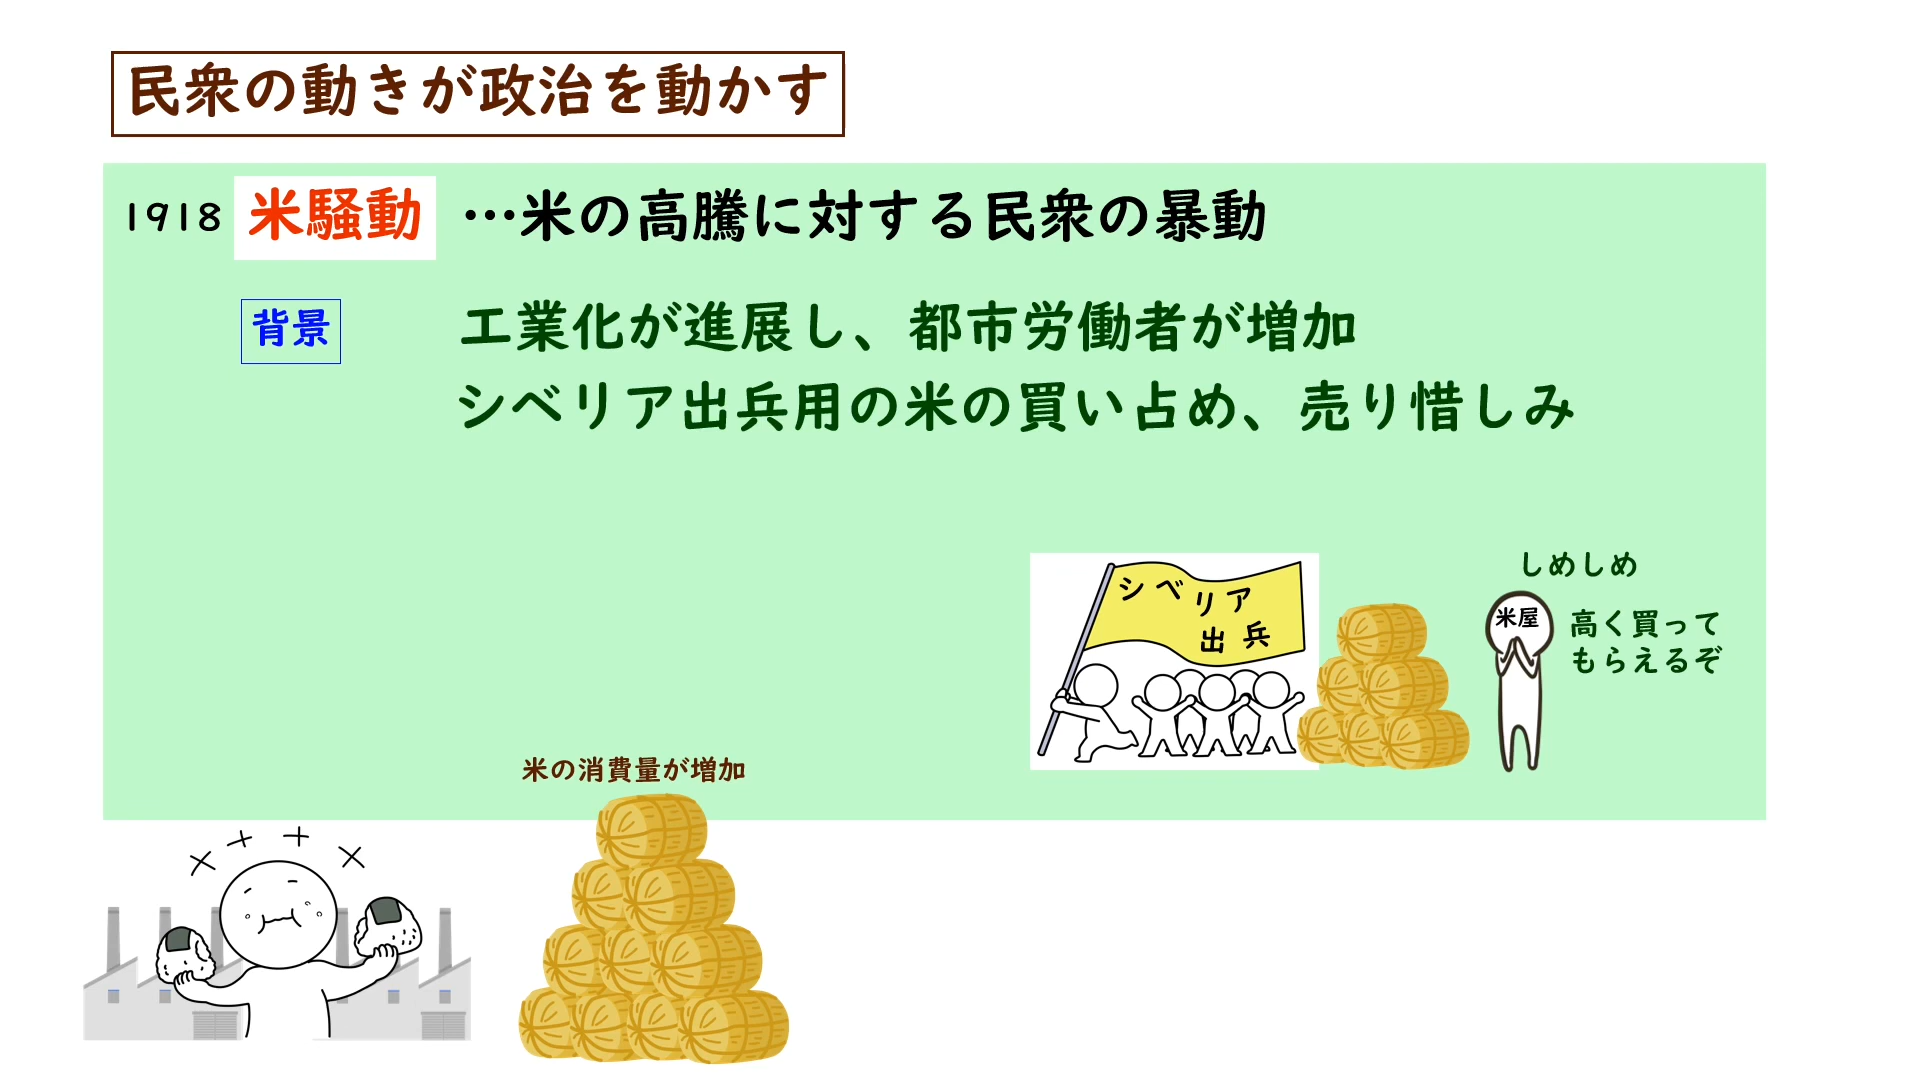 民衆の動きが政治を動かす
1918 米騒動 …米の高騰に対する民衆の暴動
背景 工業化が進展し、都市労働者が増加
シベリア出兵用の米の買い占め、売り惜しみ
シベリア
出兵
しめしめ
米屋
高く買って
もらえるぞ
米の消費量が増加